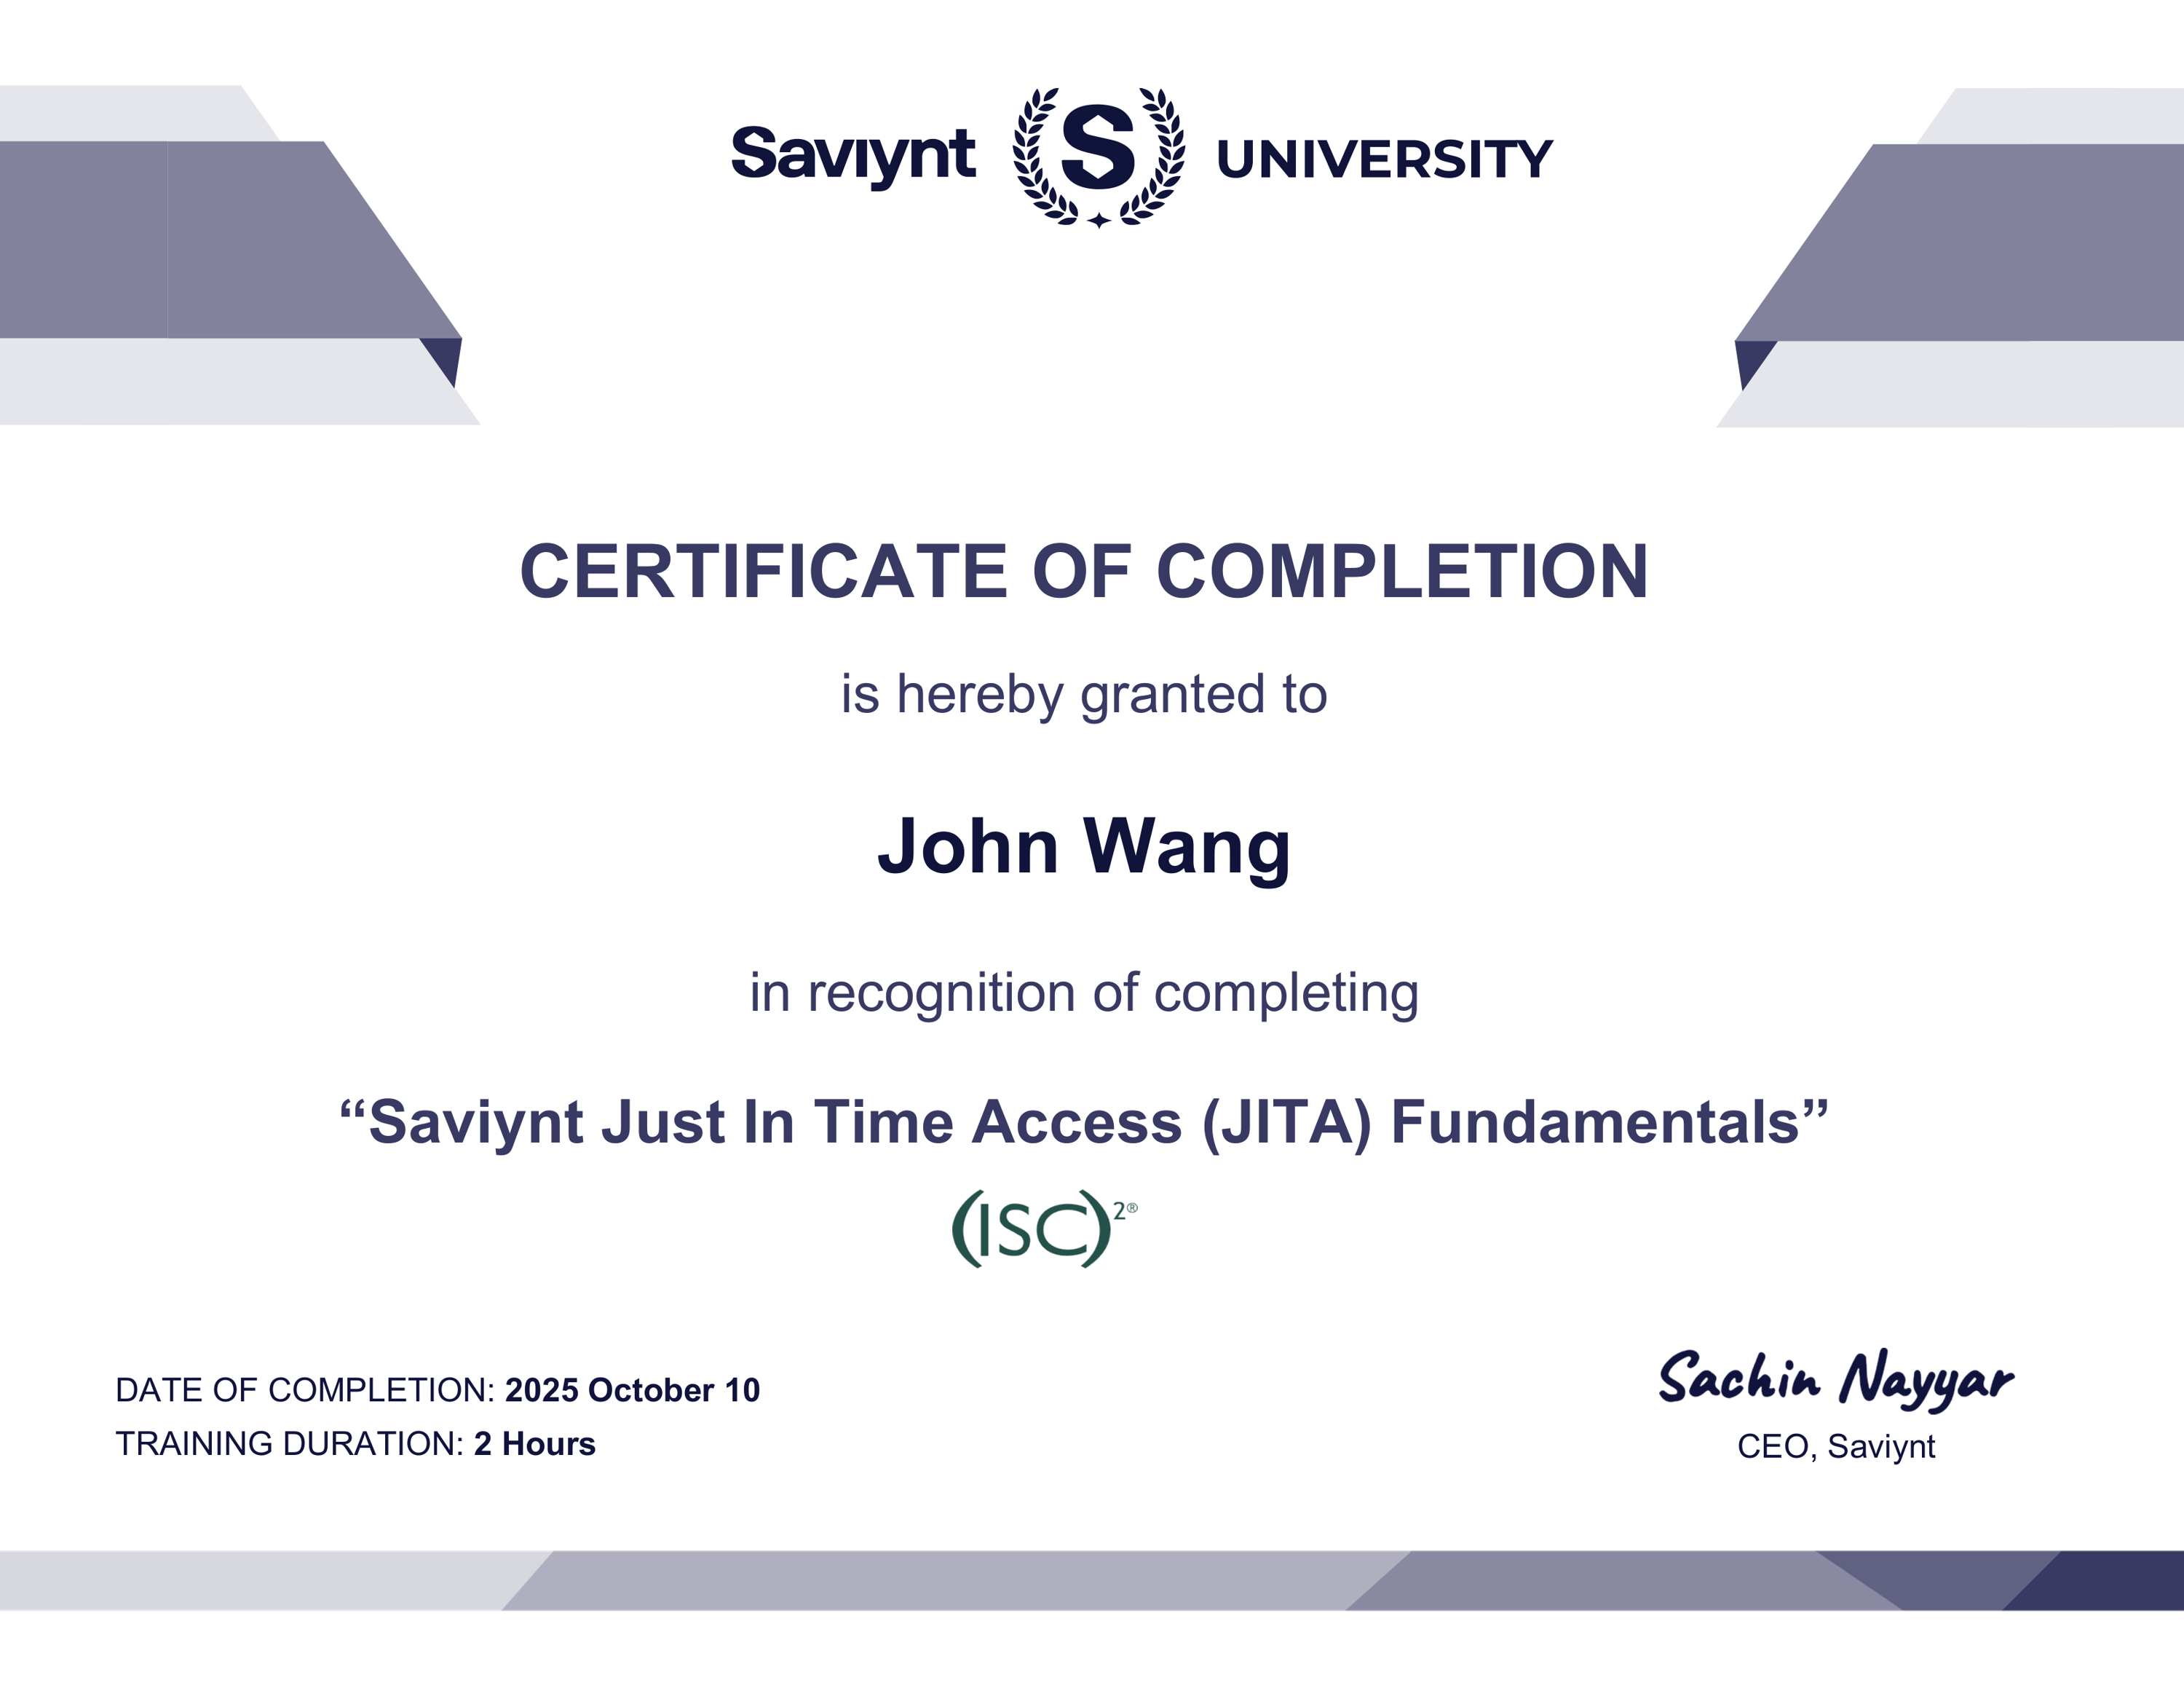 Saviynt S UNIVERSITY
CERTIFICATE OF COMPLETION
is hereby granted to
John Wang
in recognition of completing
“Saviynt Just In Time Access (JITA) Fundamentals”
(ISC)²®
DATE OF COMPLETION: 2025 October 10
TRAINING DURATION: 2 Hours
Sachin Nayyar
CEO, Saviynt